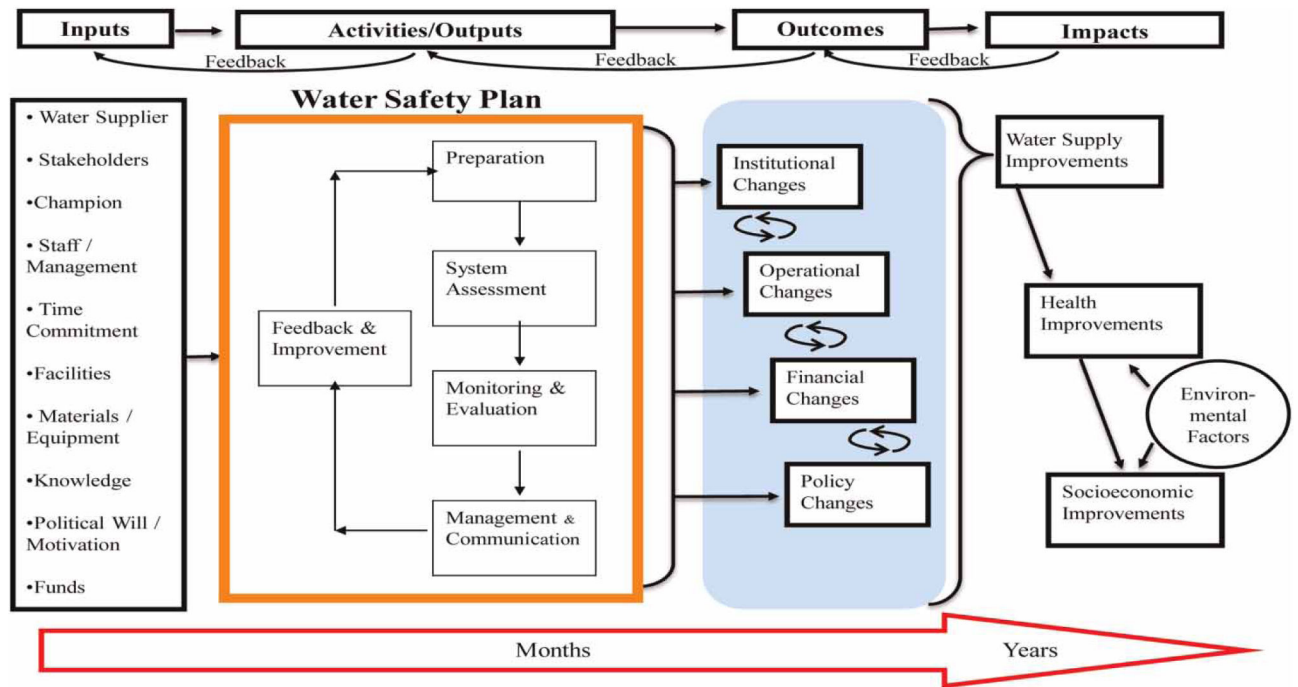 Inputs
Activities/Outputs
Outcomes
Impacts
Feedback
Feedback
Feedback
Water Safety Plan
• Water Supplier
• Stakeholders
•Champion
• Staff /
Management
• Time
Commitment
•Facilities
• Materials /
Equipment
•Knowledge
•Political Will /
Motivation
•Funds
Preparation
System
Assessment
Feedback &
Improvement
Monitoring &
Evaluation
Management &
Communication
Institutional
Changes
Operational
Changes
Financial
Changes
Policy
Changes
Water Supply
Improvements
Health
Improvements
Environ-
mental
Factors
Socioeconomic
Improvements
Months
Years